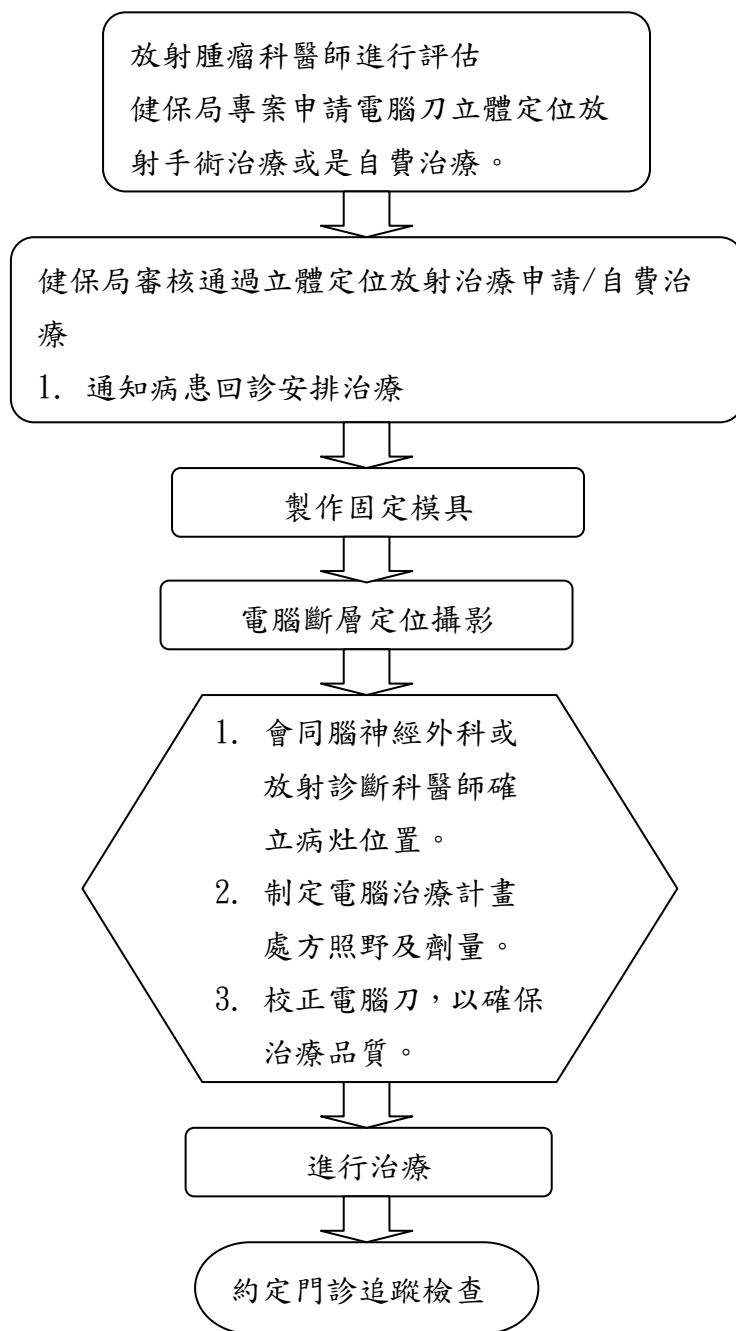 放射腫瘤科醫師進行評估
健保局專案申請電腦刀立體定位放
射手術治療或是自費治療。
健保局審核通過立體定位放射治療申請/自費治
療
1. 通知病患回診安排治療
製作固定模具
電腦斷層定位攝影
1. 會同腦神經外科或
放射診斷科醫師確
立病灶位置。
2. 制定電腦治療計畫
處方照野及劑量。
3. 校正電腦刀，以確保
治療品質。
進行治療
約定門診追蹤檢查